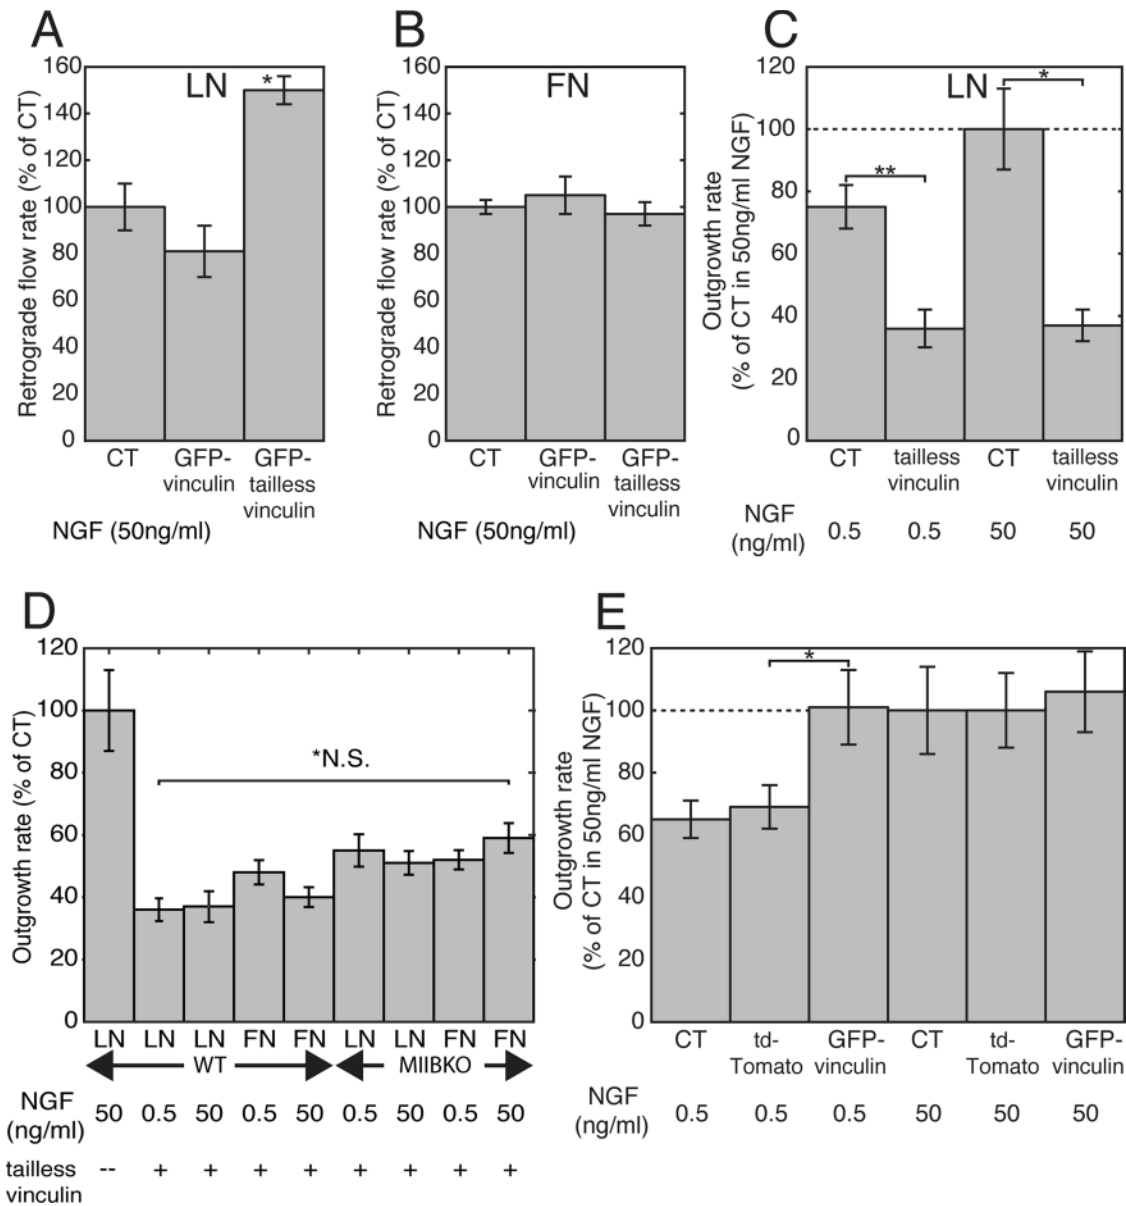 A
Retrograde flow rate (% of CT)
160
140
120
100
80
60
40
20
0
LN
*
CT
GFP-
vinculin
GFP-
tailless
vinculin
NGF (50ng/ml)
B
Retrograde flow rate (% of CT)
160
140
120
100
80
60
40
20
0
FN
CT
GFP-
vinculin
GFP-
tailless
vinculin
NGF (50ng/ml)
C
Outgrowth rate
(% of CT in 50ng/ml NGF)
120
100
80
60
40
20
0
LN
**
*
CT
tailless
vinculin
CT
tailless
vinculin
NGF
(ng/ml)
0.5 0.5 50 50
D
Outgrowth rate (% of CT)
120
100
80
60
40
20
0
*N.S.
LN LN LN FN FN LN LN FN FN
WT MIIBKO
NGF
(ng/ml)
50 0.5 50 0.5 50 0.5 50 0.5 50
tailless
vinculin
-- + + + + + + + +
E
Outgrowth rate
(% of CT in 50ng/ml NGF)
120
100
80
60
40
20
0
*
CT
td-
Tomato
GFP-
vinculin
CT
td-
Tomato
GFP-
vinculin
NGF
(ng/ml)
0.5 0.5 0.5 50 50 50